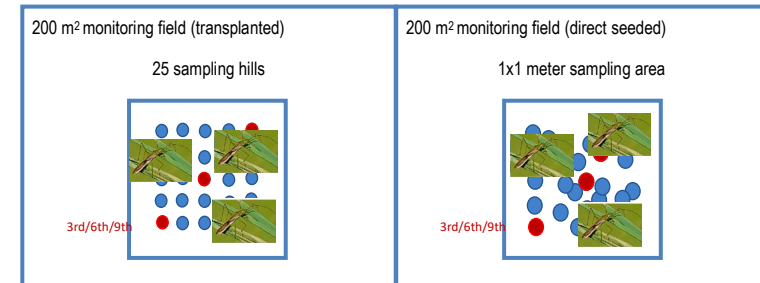 200 m2 monitoring field (transplanted)
25 sampling hills
3rd/6th/9th
200 m2 monitoring field (direct seeded)
1x1 meter sampling area
3rd/6th/9th